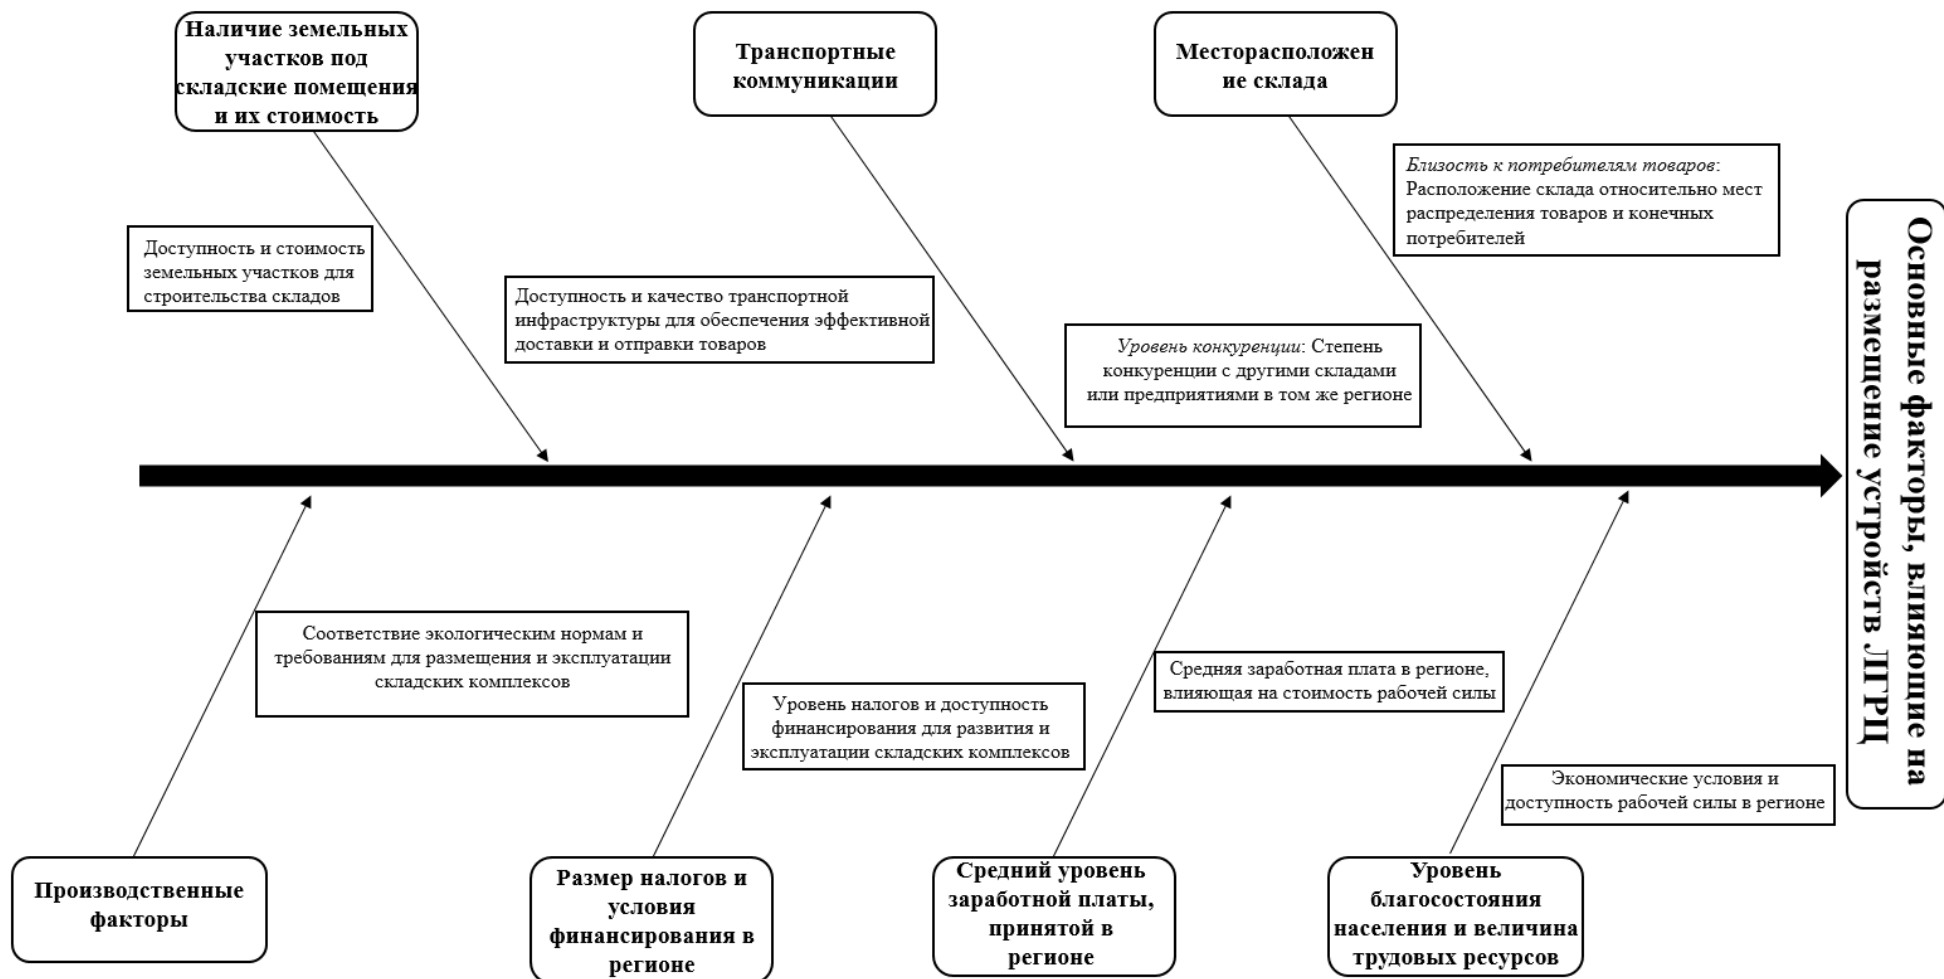 Наличие земельных
участков под
складские помещения
и их стоимость
Транспортные
коммуникации
Месторасположен
ие склада
Близость к потребителям товаров:
Расположение склада относительно мест
распределения товаров и конечных
потребителей
Доступность и стоимость
земельных участков для
строительства складов
Доступность и качество транспортной
инфраструктуры для обеспечения эффективной
доставки и отправки товаров
Уровень конкуренции: Степень
конкуренции с другими складами
или предприятиями в том же регионе
Основные факторы, влияющие на
размещение устройств ЛГРЦ
Соответствие экологическим нормам и
требованиям для размещения и эксплуатации
складских комплексов
Уровень налогов и доступность
финансирования для развития и
эксплуатации складских комплексов
Средняя заработная плата в регионе,
влияющая на стоимость рабочей силы
Экономические условия и
доступность рабочей силы в регионе
Производственные
факторы
Размер налогов и
условия
финансирования в
регионе
Средний уровень
заработной платы,
принятой в
регионе
Уровень
благосостояния
населения и величина
трудовых ресурсов